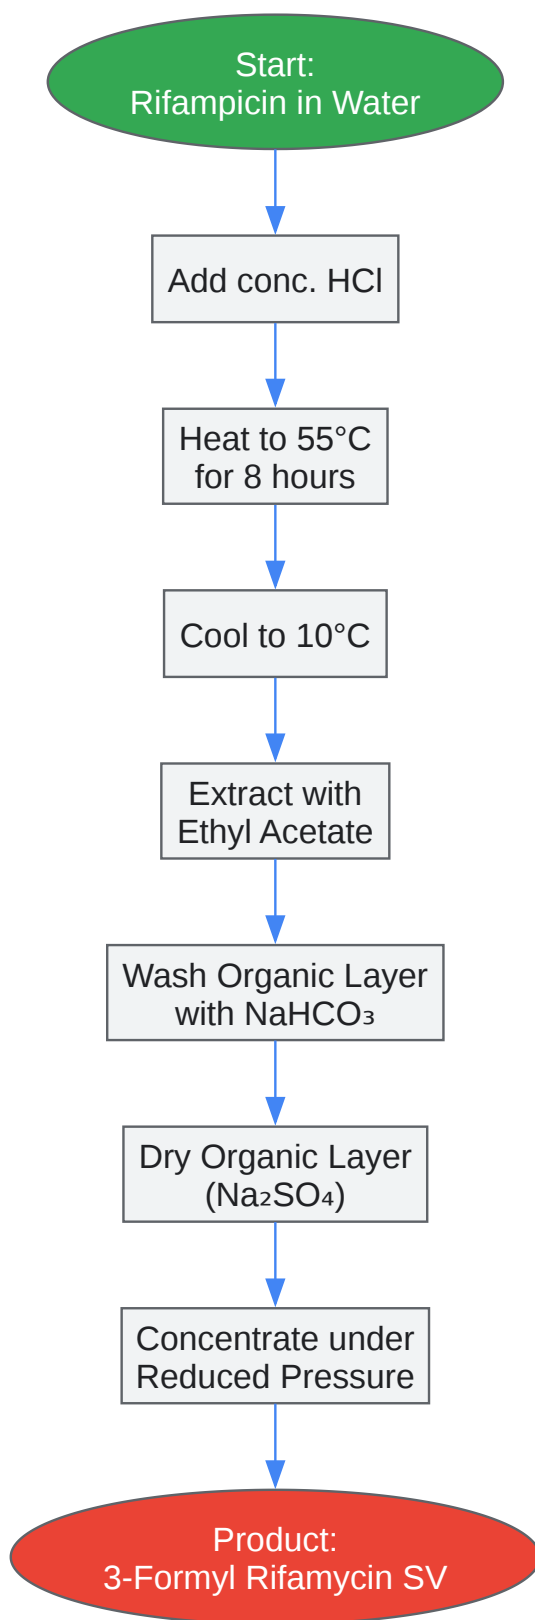 Start:
Rifampicin in Water
Add conc. HCl
Heat to 55°C
for 8 hours
Cool to 10°C
Extract with
Ethyl Acetate
Wash Organic Layer
with NaHCO₃
Dry Organic Layer
(Na₂SO₄)
Concentrate under
Reduced Pressure
Product:
3-Formyl Rifamycin SV